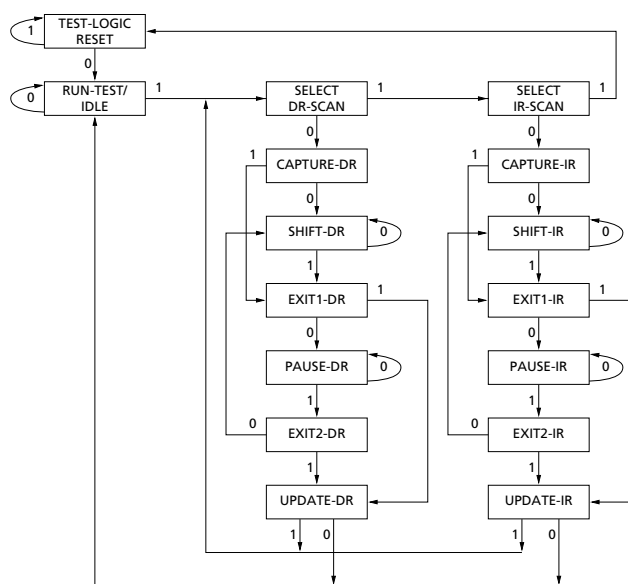 TEST-LOGIC
RESET
1
0
RUN-TEST/
IDLE
0
1
SELECT
DR-SCAN
1
SELECT
IR-SCAN
1
0
0
1
CAPTURE-DR
1
CAPTURE-IR
0
0
SHIFT-DR
0
SHIFT-IR
0
1
1
EXIT1-DR
1
EXIT1-IR
1
0
0
PAUSE-DR
0
PAUSE-IR
0
1
1
0
EXIT2-DR
0
EXIT2-IR
1
1
UPDATE-DR
UPDATE-IR
1
0
1
0